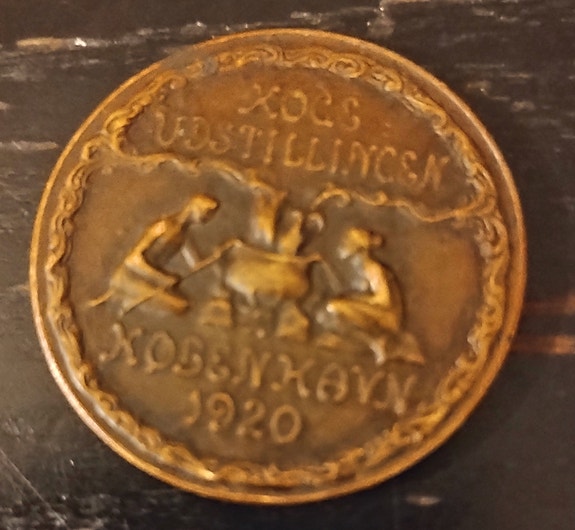 KOGE
UDSTILLINGEN
KØBENHAVN
1920